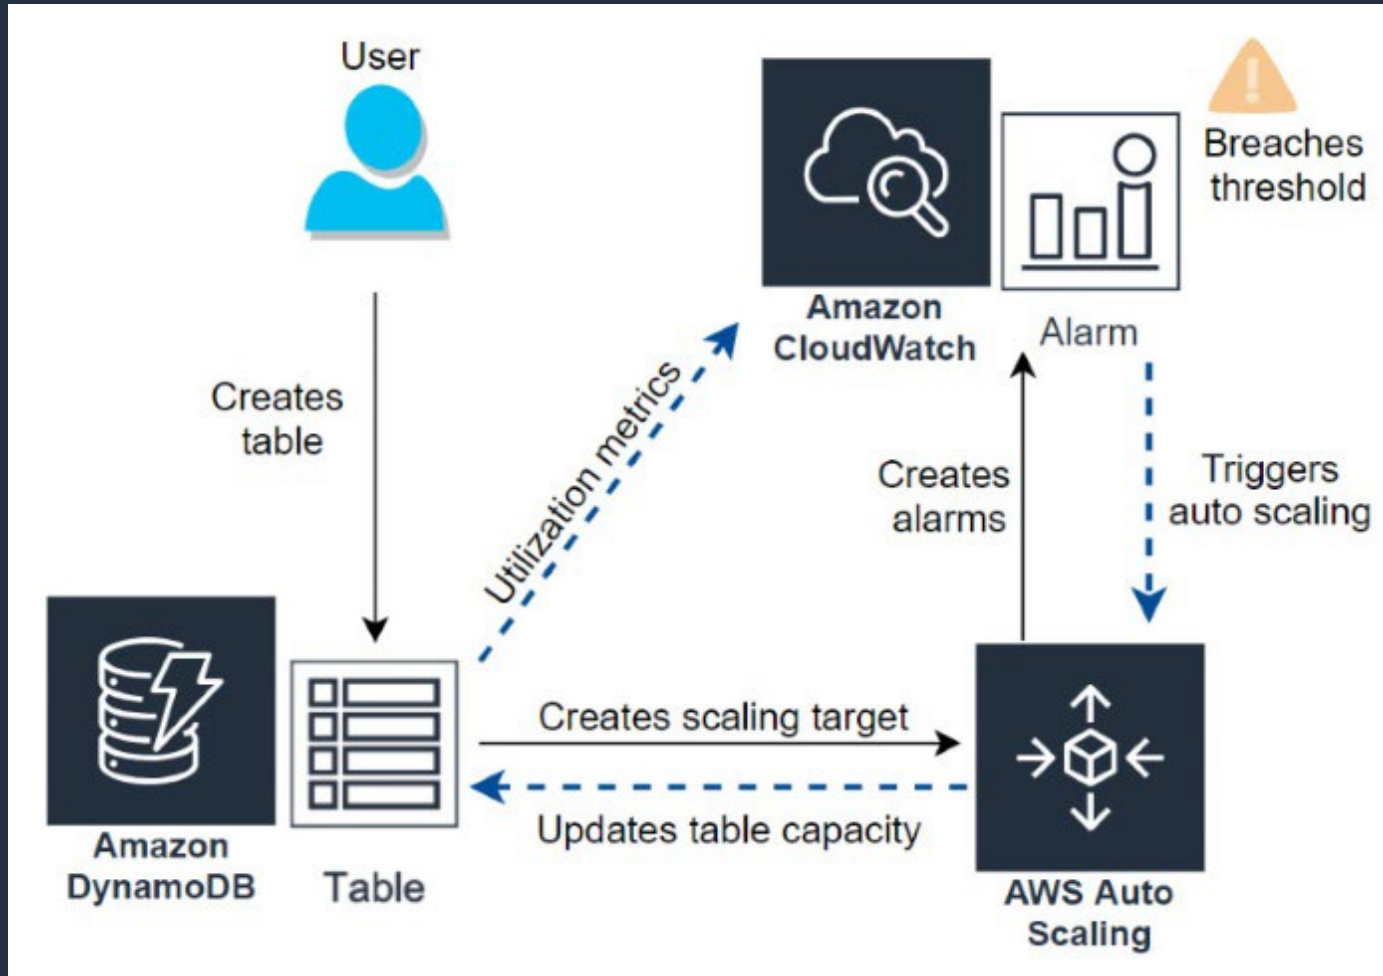 User
Breaches
threshold
Amazon
CloudWatch
Alarm
Creates
table
Utilization metrics
Creates
alarms
Triggers
auto scaling
Creates scaling target
Updates table capacity
Amazon
DynamoDB
Table
AWS Auto
Scaling